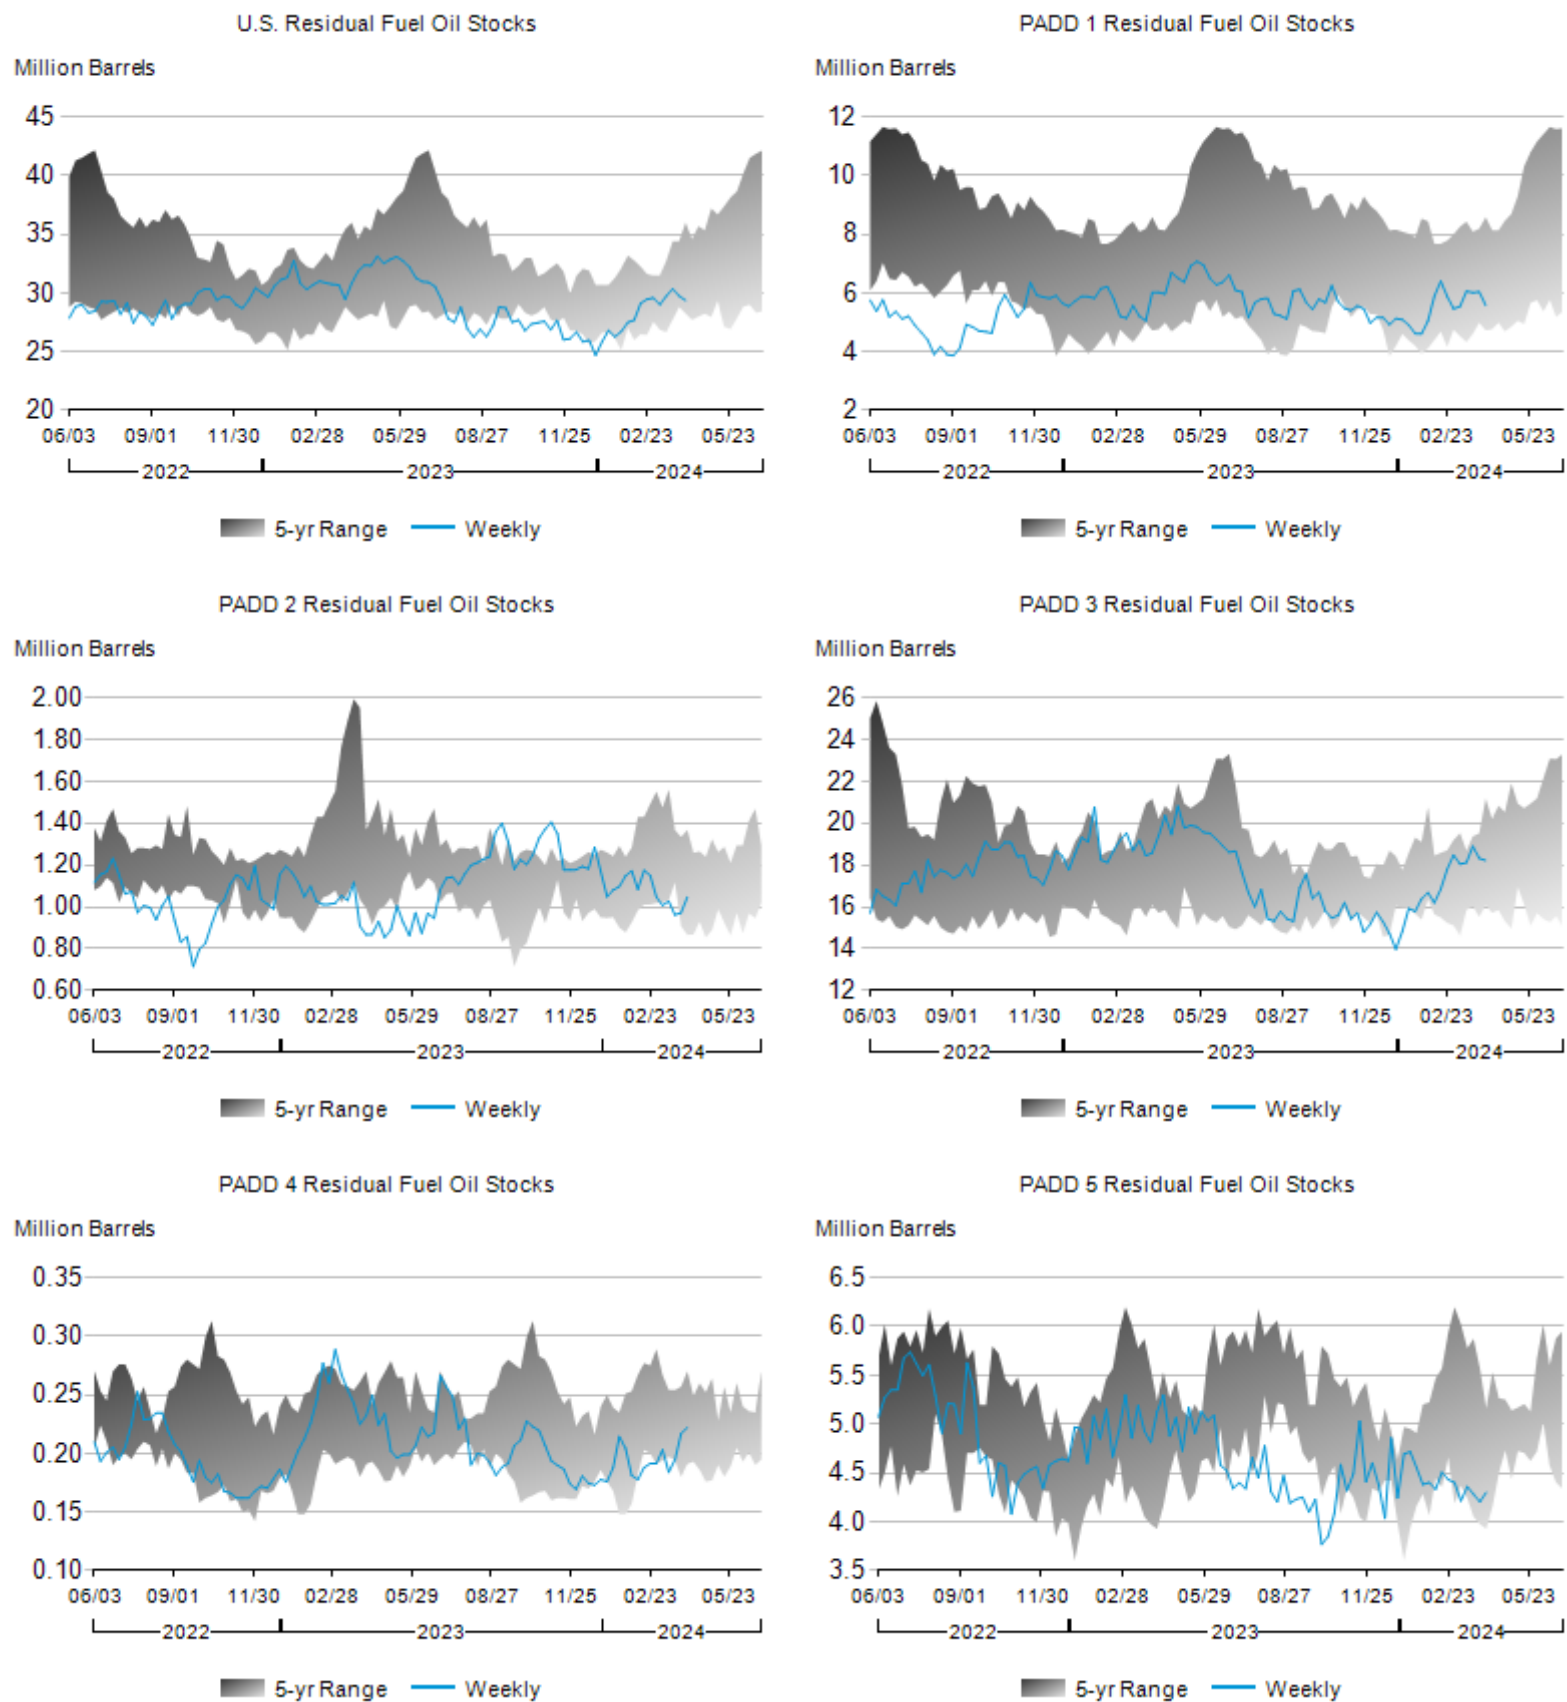 U.S. Residual Fuel Oil Stocks
Million Barrels
45
40
35
30
25
20
06/03 09/01 11/30 02/28 05/29 08/27 11/25 02/23 05/23
2022 2023 2024
5-yr Range Weekly
PADD 1 Residual Fuel Oil Stocks
Million Barrels
12
10
8
6
4
2
06/03 09/01 11/30 02/28 05/29 08/27 11/25 02/23 05/23
2022 2023 2024
5-yr Range Weekly
PADD 2 Residual Fuel Oil Stocks
Million Barrels
2.00
1.80
1.60
1.40
1.20
1.00
0.80
0.60
06/03 09/01 11/30 02/28 05/29 08/27 11/25 02/23 05/23
2022 2023 2024
5-yr Range Weekly
PADD 3 Residual Fuel Oil Stocks
Million Barrels
26
24
22
20
18
16
14
12
06/03 09/01 11/30 02/28 05/29 08/27 11/25 02/23 05/23
2022 2023 2024
5-yr Range Weekly
PADD 4 Residual Fuel Oil Stocks
Million Barrels
0.35
0.30
0.25
0.20
0.15
0.10
06/03 09/01 11/30 02/28 05/29 08/27 11/25 02/23 05/23
2022 2023 2024
5-yr Range Weekly
PADD 5 Residual Fuel Oil Stocks
Million Barrels
6.5
6.0
5.5
5.0
4.5
4.0
3.5
06/03 09/01 11/30 02/28 05/29 08/27 11/25 02/23 05/23
2022 2023 2024
5-yr Range Weekly